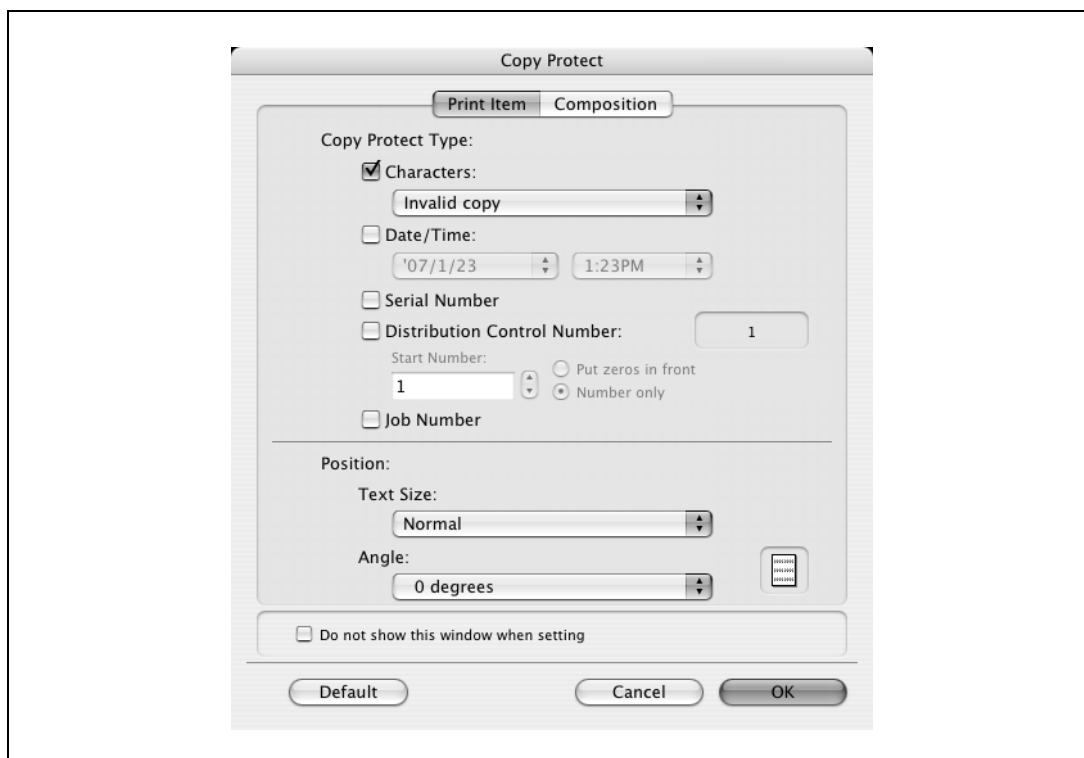 Copy Protect
Print Item Composition
Copy Protect Type:
Characters:
Invalid copy
Date/Time:
'07/1/23 1:23PM
Serial Number
Distribution Control Number: 1
Start Number:
1
Put zeros in front
Number only
Job Number
Position:
Text Size:
Normal
Angle:
0 degrees
Do not show this window when setting
Default Cancel OK